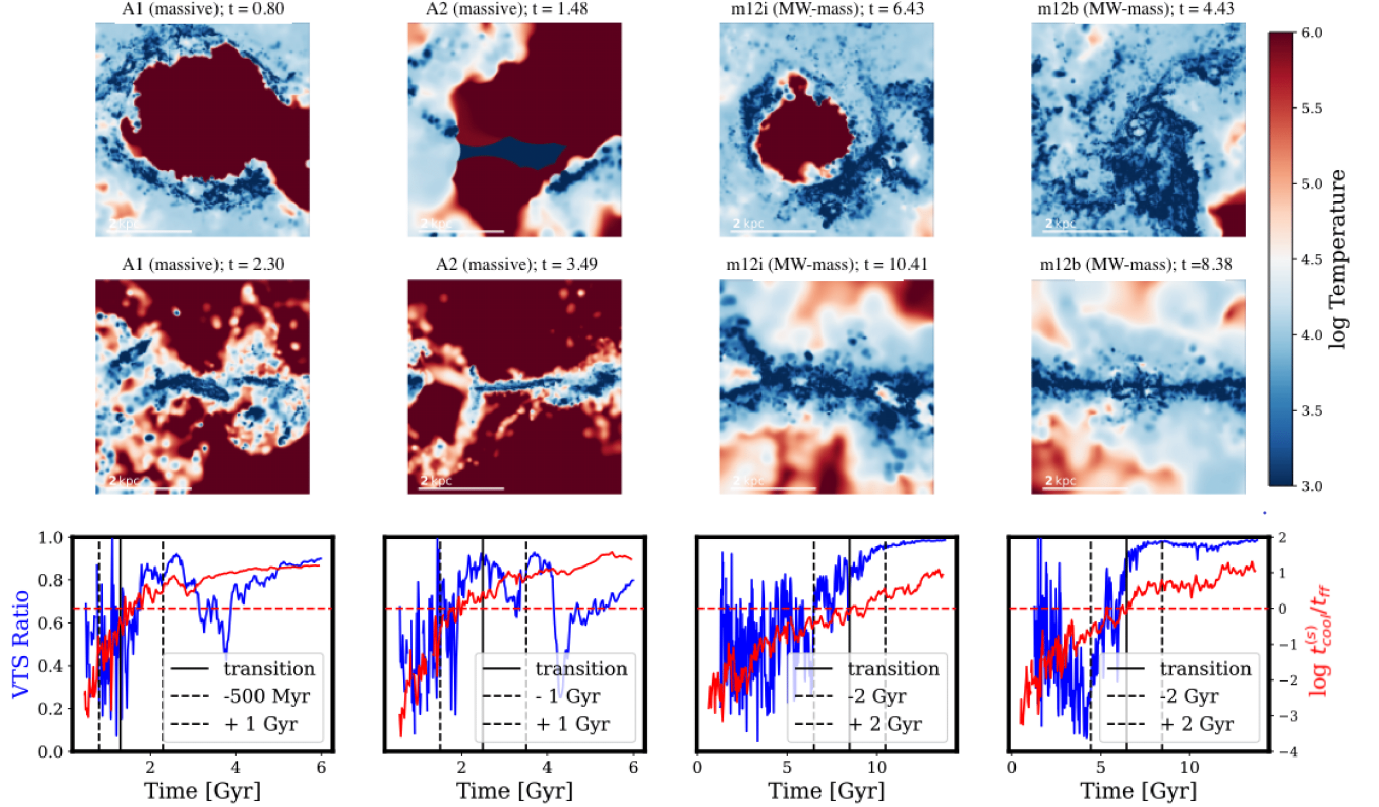 A1 (massive); t = 0.80
A2 (massive); t = 1.48
m12i (MW-mass); t = 6.43
m12b (MW-mass); t = 4.43
2 kpc
2 kpc
2 kpc
2 kpc
A1 (massive); t = 2.30
A2 (massive); t = 3.49
m12i (MW-mass); t = 10.41
m12b (MW-mass); t =8.38
2 kpc
2 kpc
2 kpc
2 kpc
6.0
5.5
5.0
4.5
4.0
3.5
3.0
log Temperature
VTS Ratio
1.0
0.8
0.6
0.4
0.2
0.0
transition
-500 Myr
+ 1 Gyr
2
4
6
Time [Gyr]
transition
- 1 Gyr
+ 1 Gyr
2
4
6
Time [Gyr]
transition
-2 Gyr
+ 2 Gyr
0
5
10
Time [Gyr]
transition
-2 Gyr
+ 2 Gyr
0
5
10
Time [Gyr]
2
1
0
−1
−2
−3
−4
log t_{cool}^{(s)}/t_{ff}